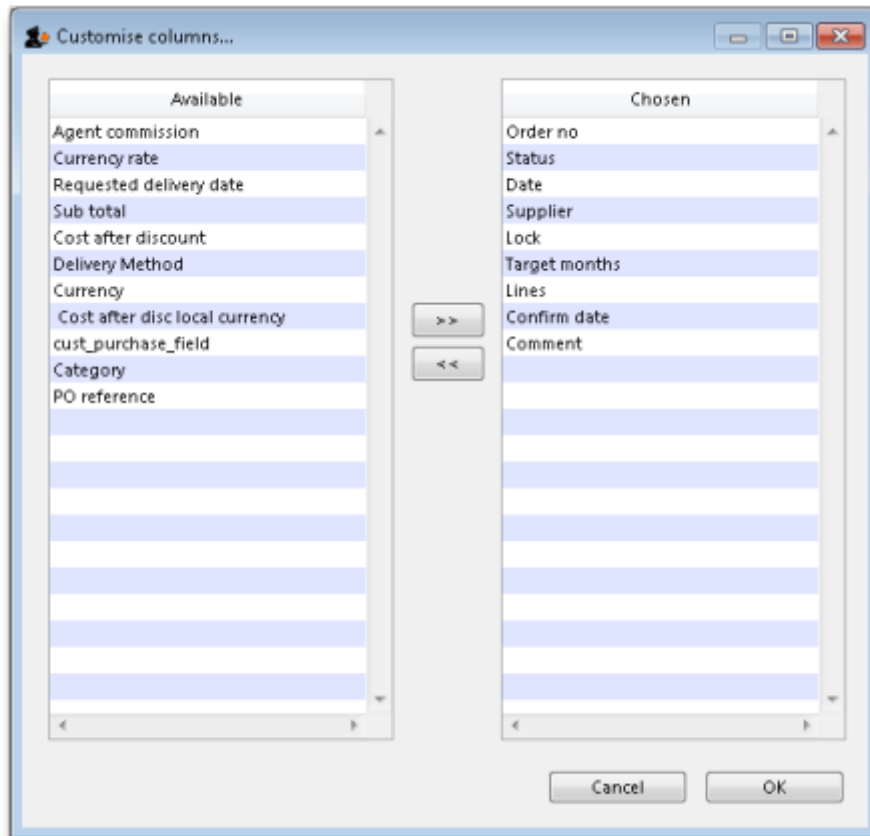 Customise columns...
Available
Agent commission
Currency rate
Requested delivery date
Sub total
Cost after discount
Delivery Method
Currency
Cost after disc local currency
cust_purchase_field
Category
PO reference
>>
<<
Chosen
Order no
Status
Date
Supplier
Lock
Target months
Lines
Confirm date
Comment
Cancel
OK